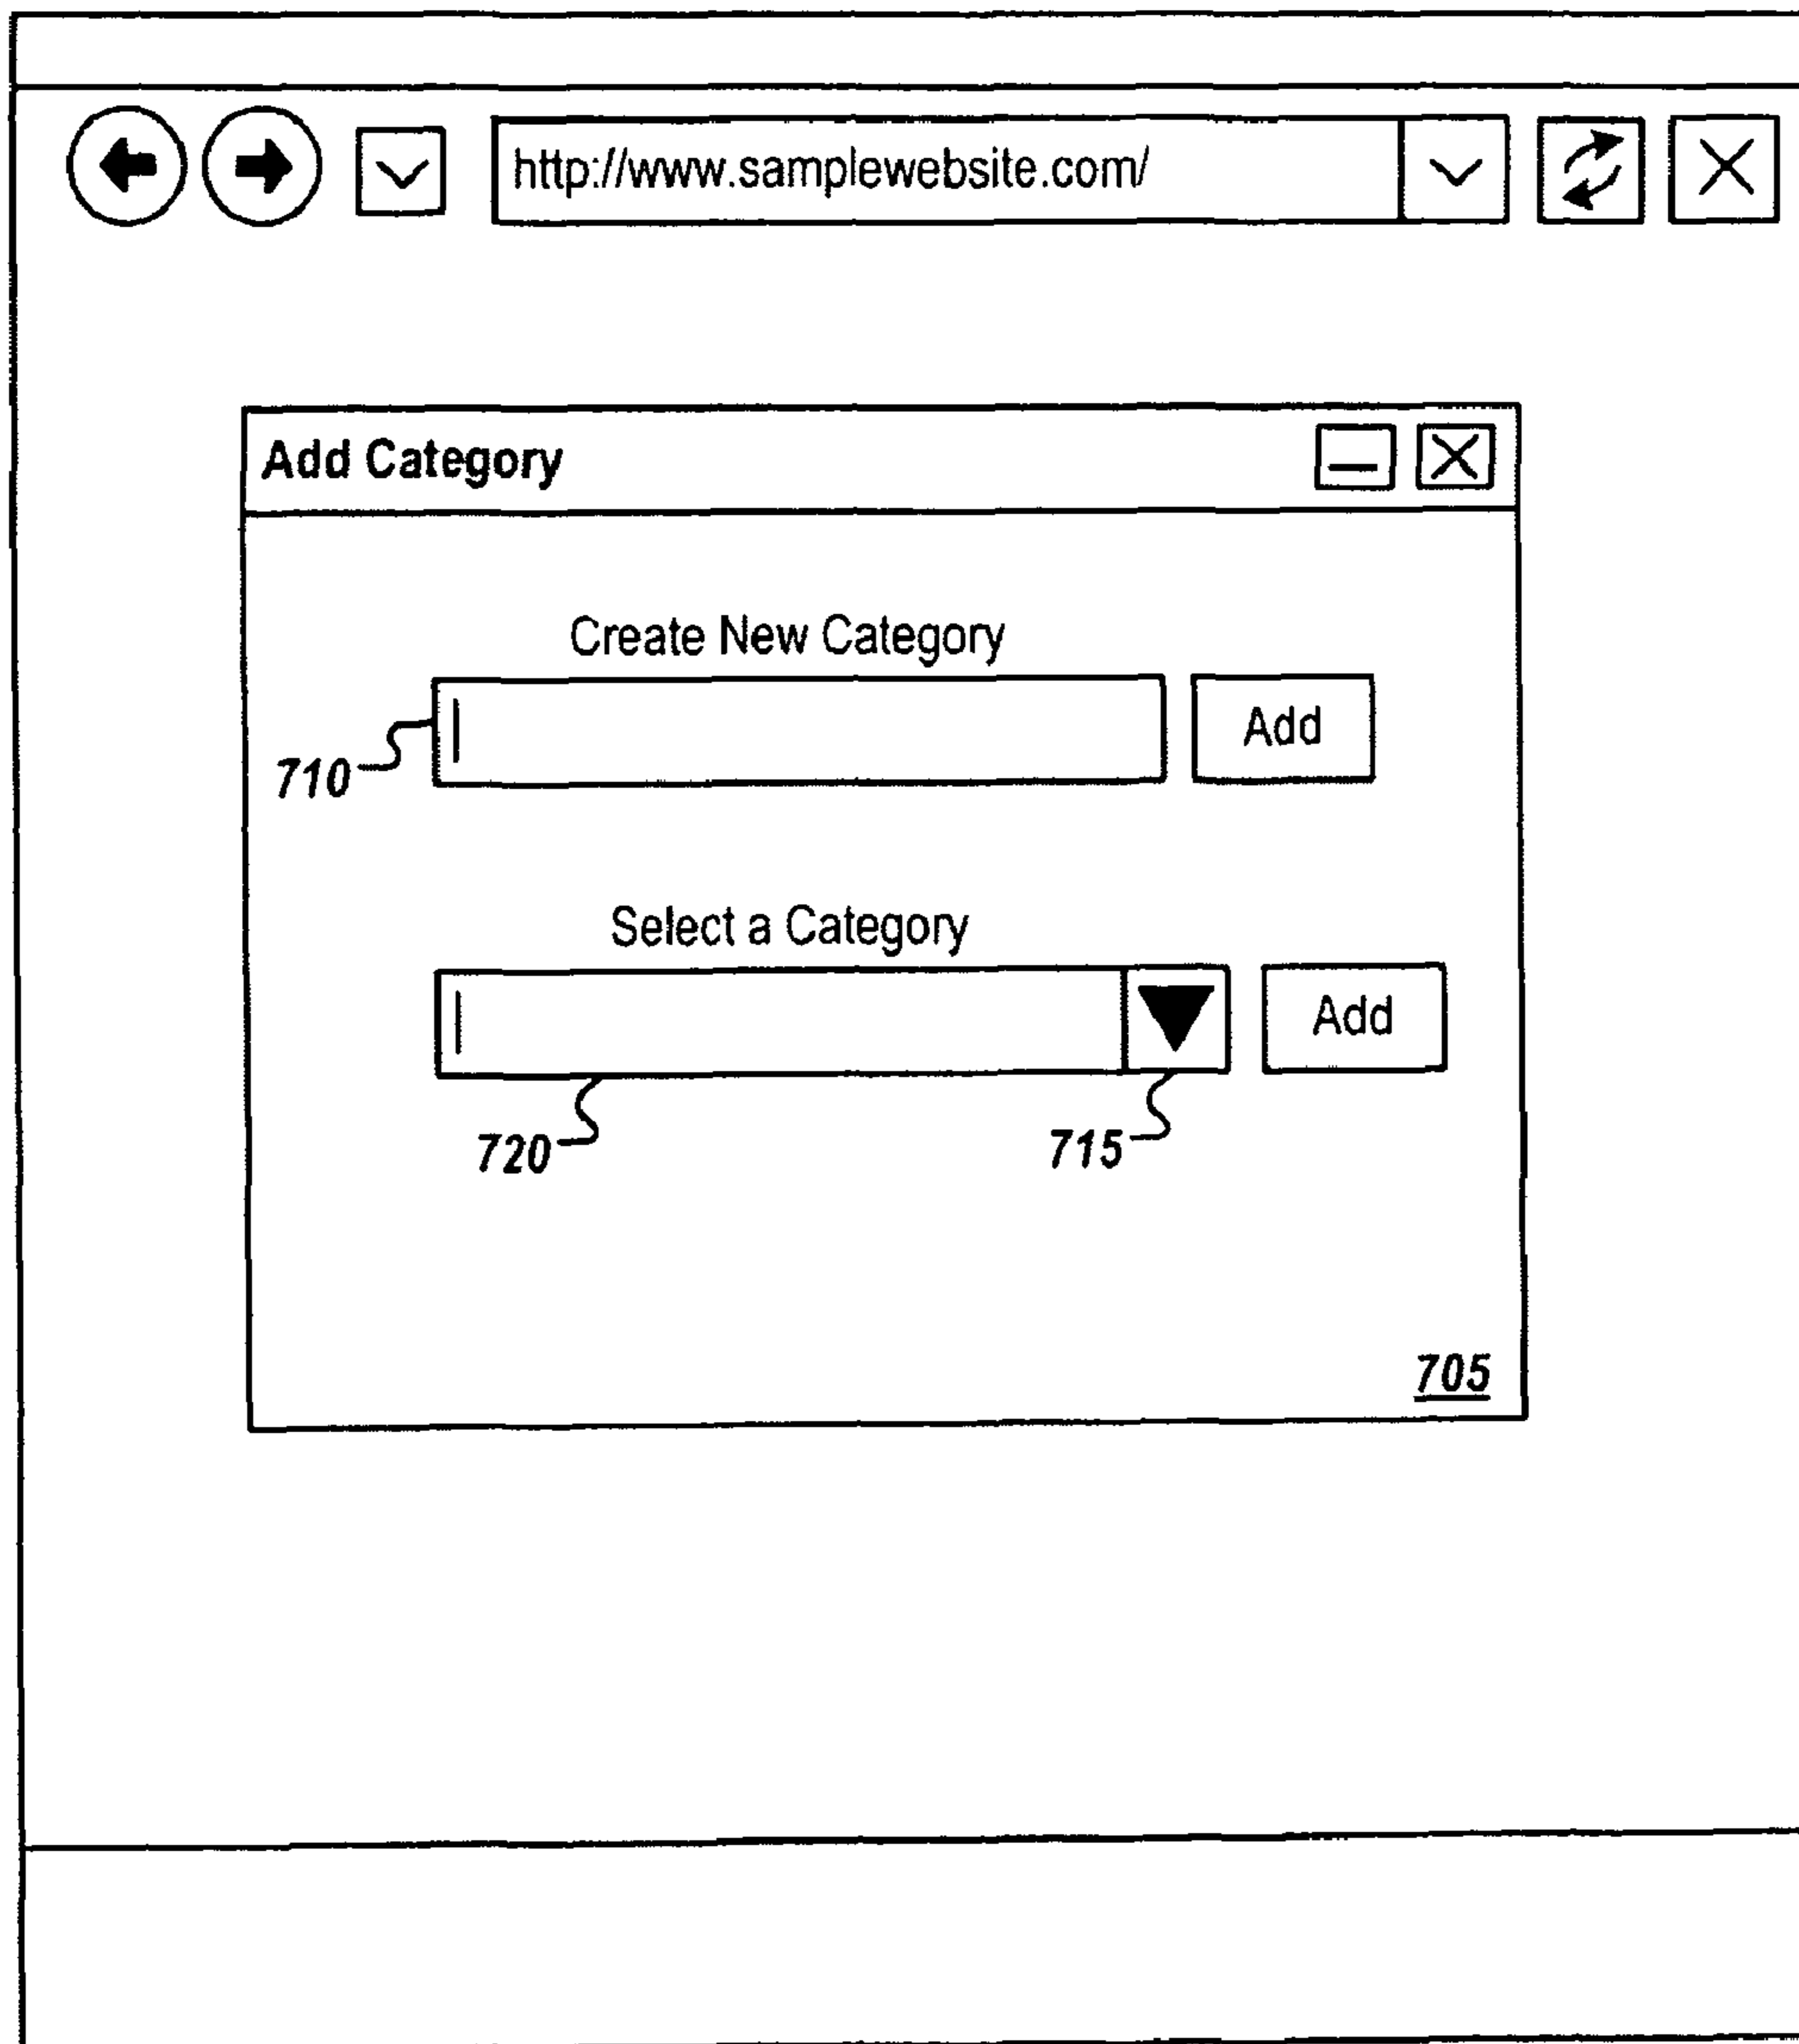 http://www.samplewebsite.com/
Add Category
Create New Category
Add
710
Select a Category
Add
720
715
705